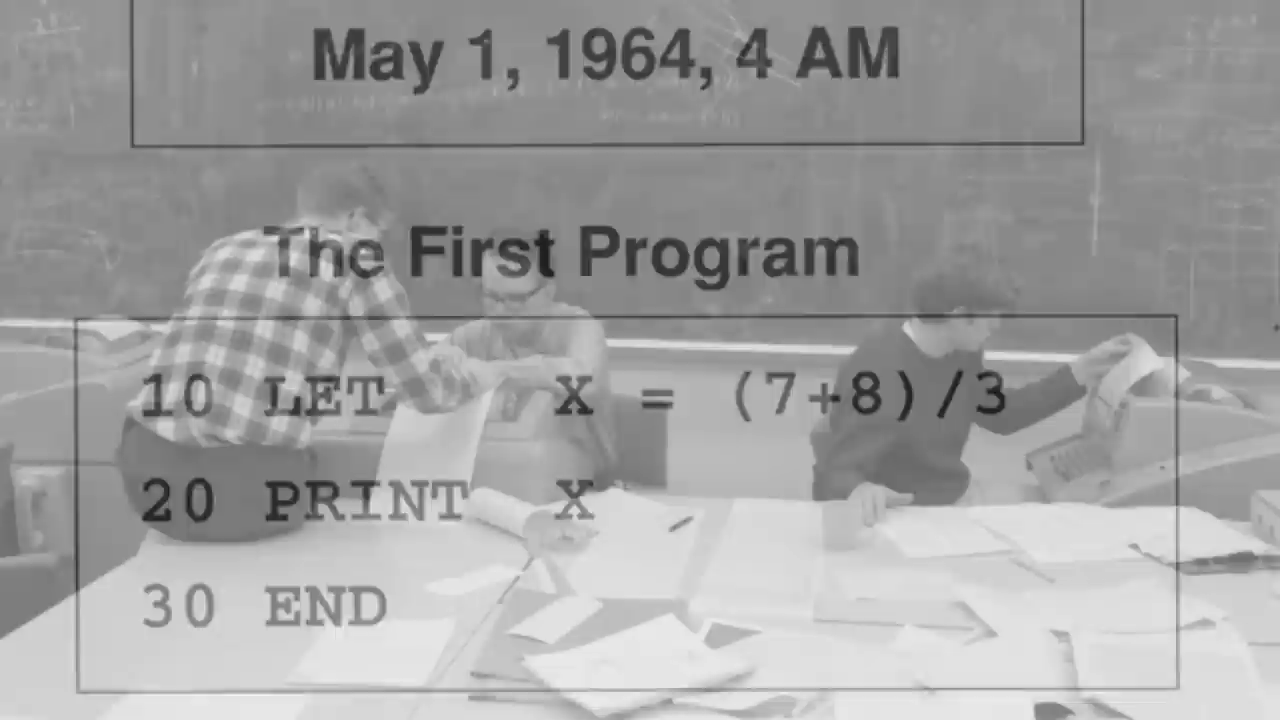 May 1, 1964, 4 AM
The First Program
10 LET X = (7+8)/3
20 PRINT X
30 END